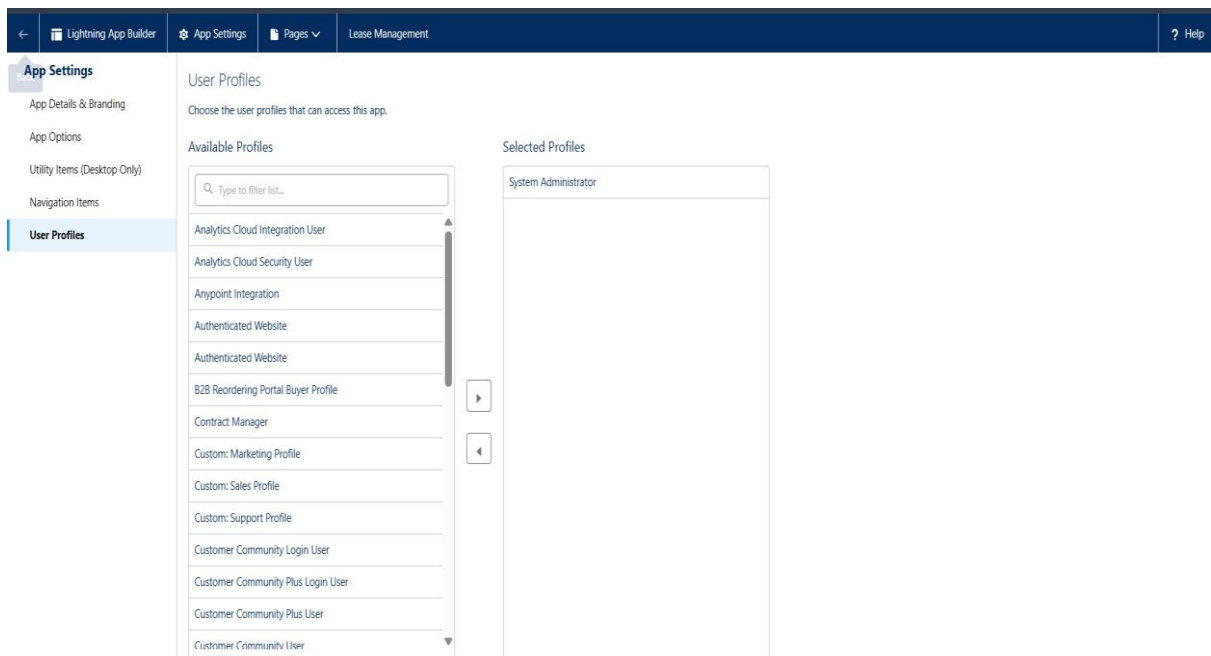 Lightning App Builder
App Settings
Pages
Lease Management
? Help
App Settings
App Details & Branding
App Options
Utility Items (Desktop Only)
Navigation Items
User Profiles
User Profiles
Choose the user profiles that can access this app.
Available Profiles
Type to filter list...
Analytics Cloud Integration User
Analytics Cloud Security User
Anypoint Integration
Authenticated Website
Authenticated Website
B2B Reordering Portal Buyer Profile
Contract Manager
Custom: Marketing Profile
Custom: Sales Profile
Custom: Support Profile
Customer Community Login User
Customer Community Plus Login User
Customer Community Plus User
Customer Community User
Selected Profiles
System Administrator